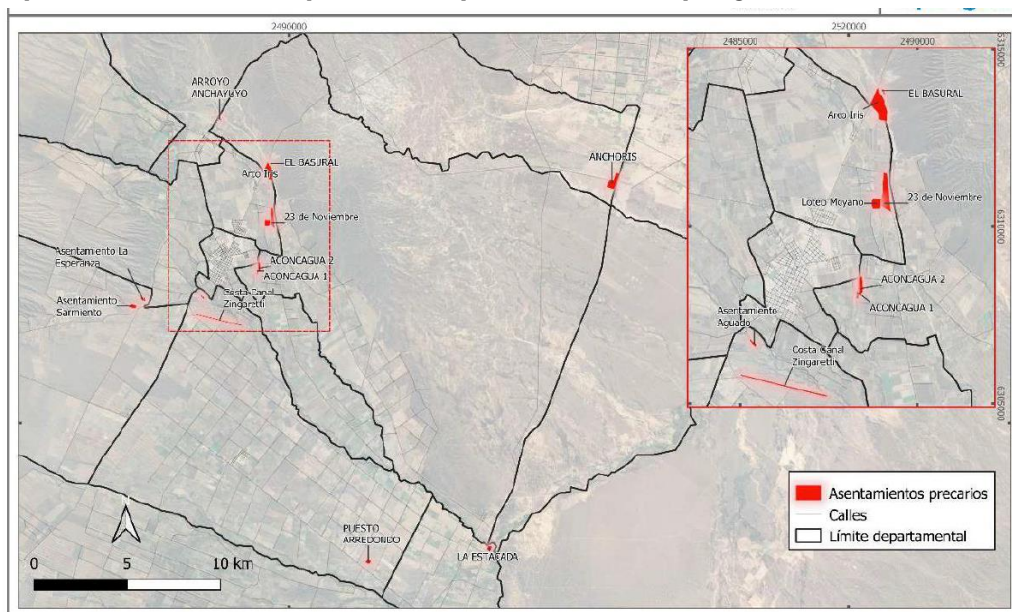 2490000
2520000
ARROYO
ANCHAYUYO
EL BASURAL
Arco Iris
23 de Noviembre
ACONCAGUA 2
ACONCAGUA 1
Asentamiento La
Esperanza
Asentamiento
Sarmiento
Costa Canal
Zingaretti
ANCHORIS
PUESTO
ARREDONDO
LA ESTACADA
0 5 10 km
2485000
2490000
6315000
6310000
6305000
EL BASURAL
Arco Iris
Loteo Moyano
23 de Noviembre
ACONCAGUA 2
ACONCAGUA 1
Asentamiento
Aguado
Costa Canal
Zingaretti
Asentamientos precarios
Calles
Límite departamental